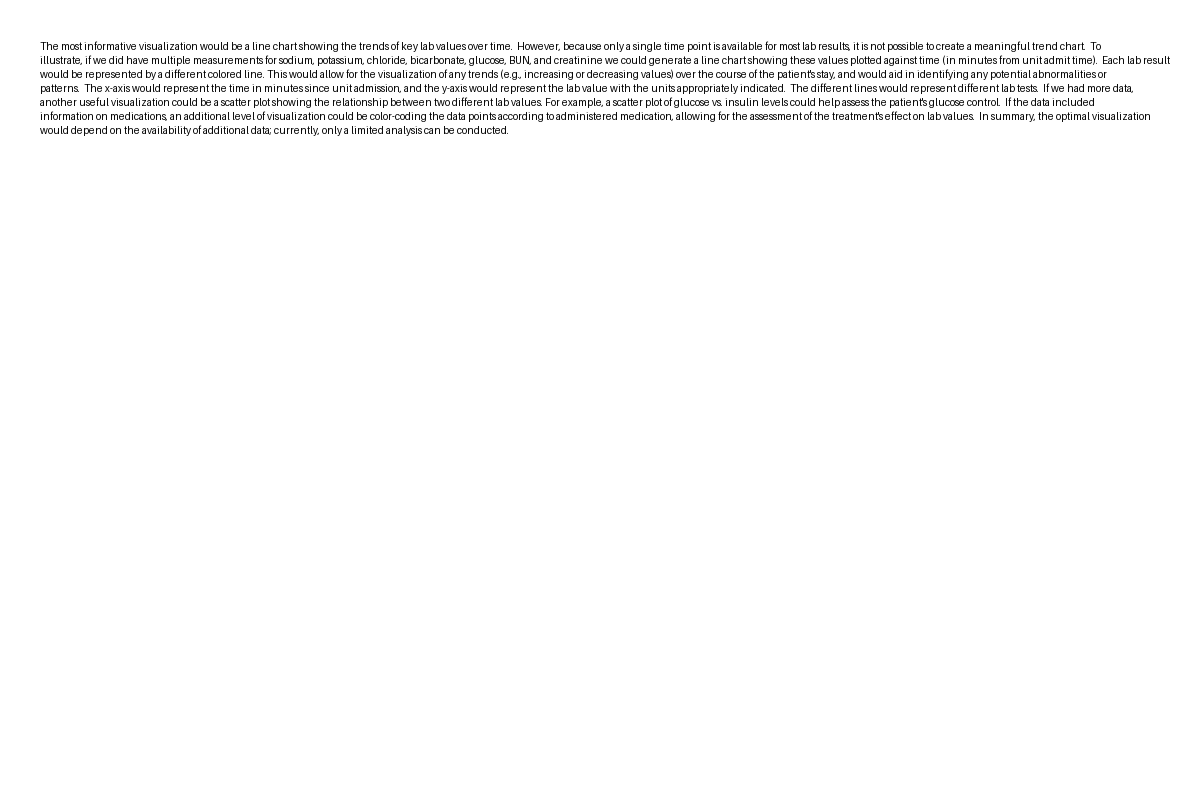 The most informative visualization would be a line chart showing the trends of key lab values over time.  However, because only a single time point is available for most lab results, it is not possible to create a meaningful trend chart.  To
illustrate, if we did have multiple measurements for sodium, potassium, chloride, bicarbonate, glucose, BUN, and creatinine we could generate a line chart showing these values plotted against time (in minutes from unit admit time).  Each lab result
would be represented by a different colored line. This would allow for the visualization of any trends (e.g., increasing or decreasing values) over the course of the patient's stay, and would aid in identifying any potential abnormalities or
patterns.  The x-axis would represent the time in minutes since unit admission, and the y-axis would represent the lab value with the units appropriately indicated.  The different lines would represent different lab tests.  If we had more data,
another useful visualization could be a scatter plot showing the relationship between two different lab values. For example, a scatter plot of glucose vs. insulin levels could help assess the patient's glucose control.  If the data included
information on medications, an additional level of visualization could be color-coding the data points according to administered medication, allowing for the assessment of the treatment's effect on lab values.  In summary, the optimal visualization
would depend on the availability of additional data; currently, only a limited analysis can be conducted.